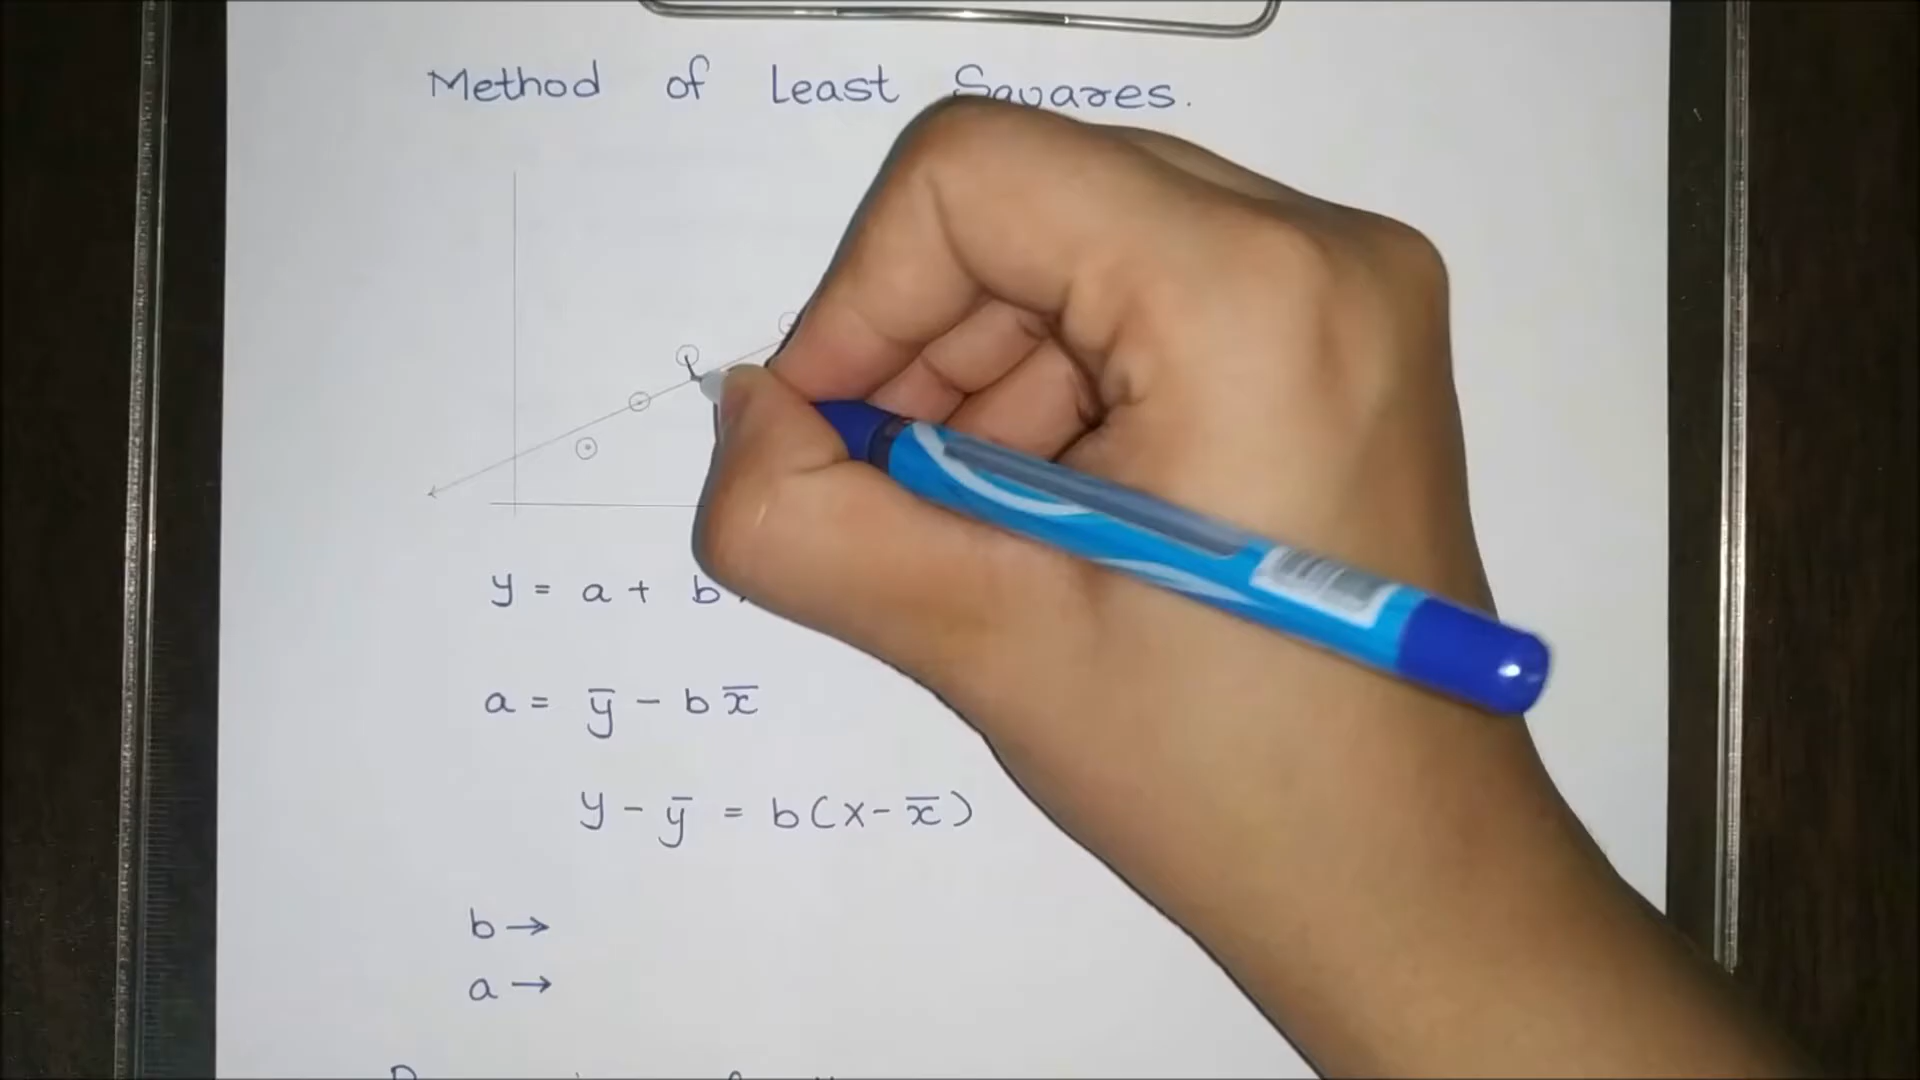 Method of Least Squares.
y = a + b
a = y̅ - b x̅
y - y̅ = b(x - x̅)
b →
a →